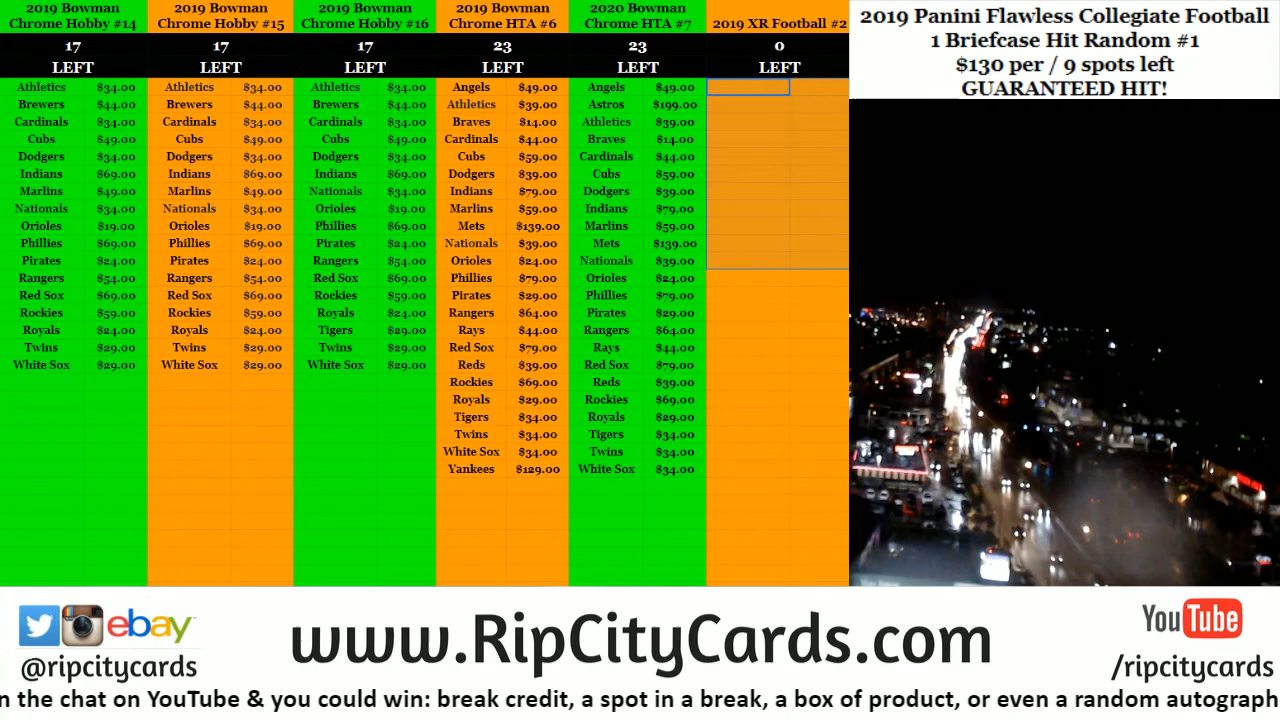 2019 Bowman
Chrome Hobby #14
17
LEFT
Athletics $34.00
Brewers $44.00
Cardinals $34.00
Cubs $49.00
Dodgers $34.00
Indians $69.00
Marlins $49.00
Nationals $34.00
Orioles $19.00
Phillies $69.00
Pirates $24.00
Rangers $54.00
Red Sox $69.00
Rockies $59.00
Royals $24.00
Twins $29.00
White Sox $29.00
2019 Bowman
Chrome Hobby #15
17
LEFT
Athletics $34.00
Brewers $44.00
Cardinals $34.00
Cubs $49.00
Dodgers $34.00
Indians $69.00
Marlins $49.00
Nationals $34.00
Orioles $19.00
Phillies $69.00
Pirates $24.00
Rangers $54.00
Red Sox $69.00
Rockies $59.00
Royals $24.00
Twins $29.00
White Sox $29.00
2019 Bowman
Chrome Hobby #16
17
LEFT
Athletics $34.00
Brewers $44.00
Cardinals $34.00
Cubs $49.00
Dodgers $34.00
Indians $69.00
Nationals $34.00
Orioles $19.00
Phillies $69.00
Pirates $24.00
Rangers $54.00
Red Sox $69.00
Rockies $59.00
Royals $24.00
Tigers $29.00
Twins $29.00
White Sox $29.00
2019 Bowman
Chrome HTA #6
23
LEFT
Angels $49.00
Athletics $39.00
Braves $14.00
Cardinals $44.00
Cubs $59.00
Dodgers $39.00
Indians $79.00
Marlins $59.00
Mets $139.00
Nationals $39.00
Orioles $24.00
Phillies $79.00
Pirates $29.00
Rangers $64.00
Rays $44.00
Red Sox $79.00
Reds $39.00
Rockies $69.00
Royals $29.00
Tigers $34.00
Twins $34.00
White Sox $34.00
Yankees $129.00
2020 Bowman
Chrome HTA #7
23
LEFT
Angels $49.00
Astros $199.00
Athletics $39.00
Braves $14.00
Cardinals $44.00
Cubs $59.00
Dodgers $39.00
Indians $79.00
Marlins $59.00
Mets $139.00
Nationals $39.00
Orioles $24.00
Phillies $79.00
Pirates $29.00
Rangers $64.00
Rays $44.00
Red Sox $79.00
Reds $39.00
Rockies $69.00
Royals $29.00
Tigers $34.00
Twins $34.00
White Sox $34.00
2019 XR Football #2
0
LEFT
2019 Panini Flawless Collegiate Football
1 Briefcase Hit Random #1
$130 per / 9 spots left
GUARANTEED HIT!
ebay
@ripcitycards
www.RipCityCards.com
YouTube
/ripcitycards
n the chat on YouTube & you could win: break credit, a spot in a break, a box of product, or even a random autograph